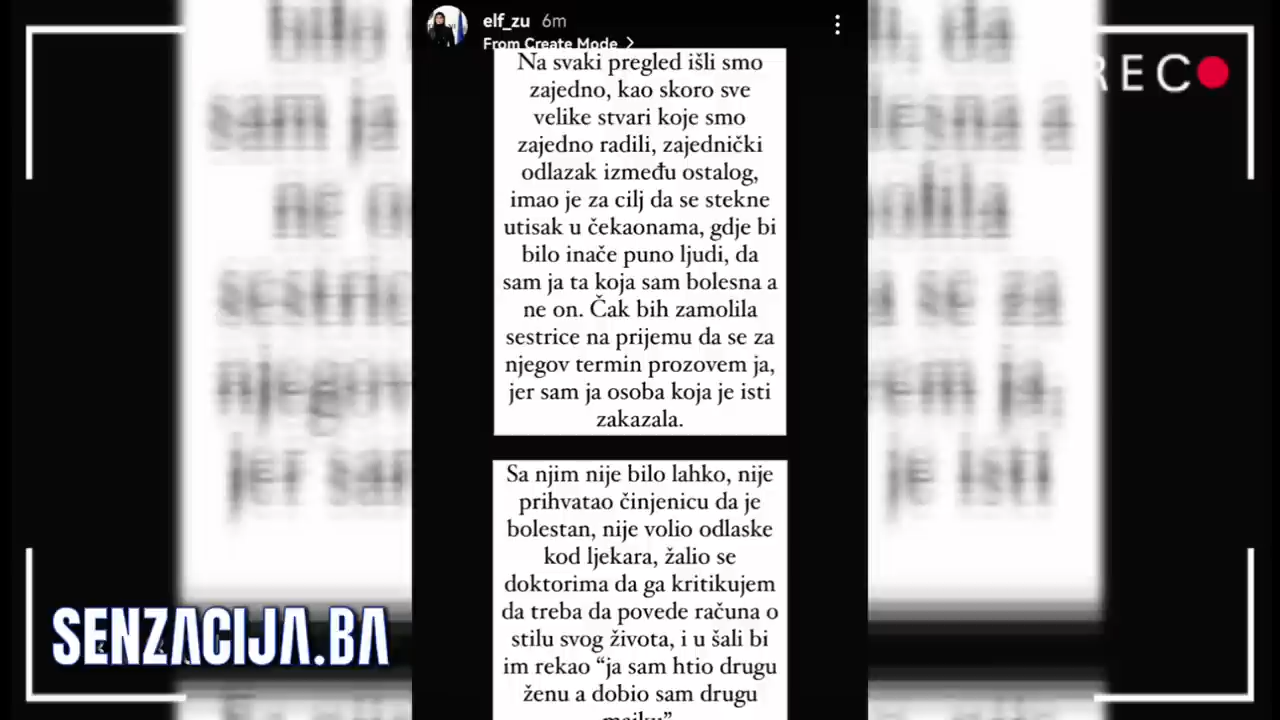 elf_zu 6m
From Create Mode
REC
Na svaki pregled išli smo
zajedno, kao skoro sve
velike stvari koje smo
zajedno radili, zajednički
odlazak između ostalog,
imao je za cilj da se stekne
utisak u čekaonama, gdje bi
bilo inače puno ljudi, da
sam ja ta koja sam bolesna a
ne on. Čak bih zamolila
sestrice na prijemu da se za
njegov termin prozovem ja,
jer sam ja osoba koja je isti
zakazala.
Sa njim nije bilo lahko, nije
prihvatao činjenicu da je
bolestan, nije volio odlaske
kod ljekara, žalio se
doktorima da ga kritikujem
da treba da povede računa o
stilu svog života, i u šali bi
im rekao “ja sam htio drugu
ženu a dobio sam drugu
SENZACIJA.BA